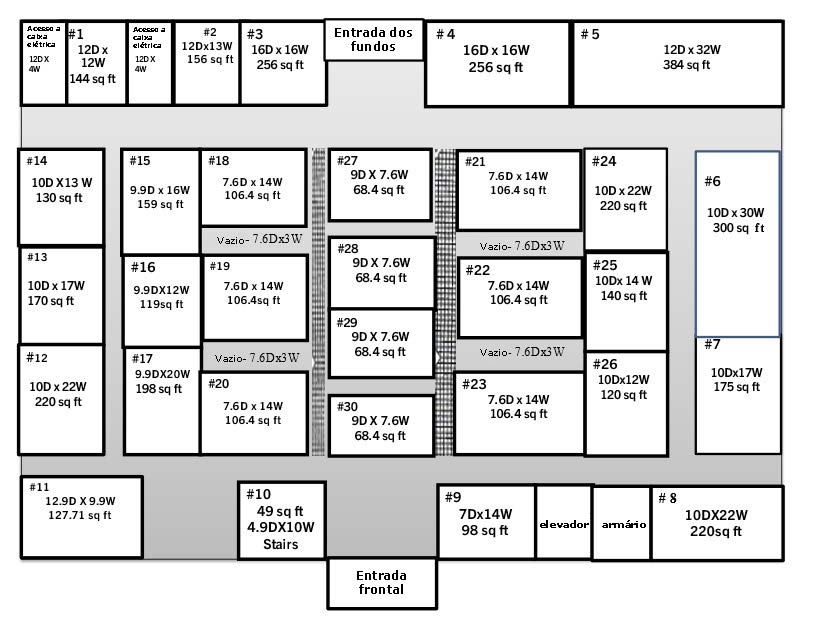 Acesso a
caixa
elétrica
12D X
4W
#1
12D x
12W
144 sq ft
Acesso a
caixa
elétrica
12D X
4W
#2
12Dx13W
156 sq ft
#3
16D x 16W
256 sq ft
Entrada dos
fundos
# 4
16D x 16W
256 sq ft
# 5
12D x 32W
384 sq ft
#14
10D X13 W
130 sq ft
#15
9.9D x 16W
159 sq ft
#18
7.6D x 14W
106.4 sq ft
Vazio- 7.6Dx3W
#27
9D X 7.6W
68.4 sq ft
#21
7.6D x 14W
106.4 sq ft
Vazio- 7.6Dx3W
#24
10D x 22W
220 sq ft
#6
10D x 30W
300 sq ft
#13
10D x 17W
170 sq ft
#16
9.9DX12W
119sq ft
#19
7.6D x 14W
106.4sq ft
Vazio- 7.6Dx3W
#28
9D X 7.6W
68.4 sq ft
#22
7.6D x 14W
106.4 sq ft
Vazio- 7.6Dx3W
#25
10Dx 14 W
140 sq ft
#29
9D X 7.6W
68.4 sq ft
#12
10D x 22W
220 sq ft
#17
9.9DX20W
198 sq ft
#20
7.6D x 14W
106.4 sq ft
#30
9D X 7.6W
68.4 sq ft
#23
7.6D x 14W
106.4 sq ft
#26
10Dx12W
120 sq ft
#7
10Dx17W
175 sq ft
#11
12.9D X 9.9W
127.71 sq ft
#10
49 sq ft
4.9DX10W
Stairs
#9
7Dx14W
98 sq ft
elevador
armário
# 8
10DX22W
220sq ft
Entrada
frontal